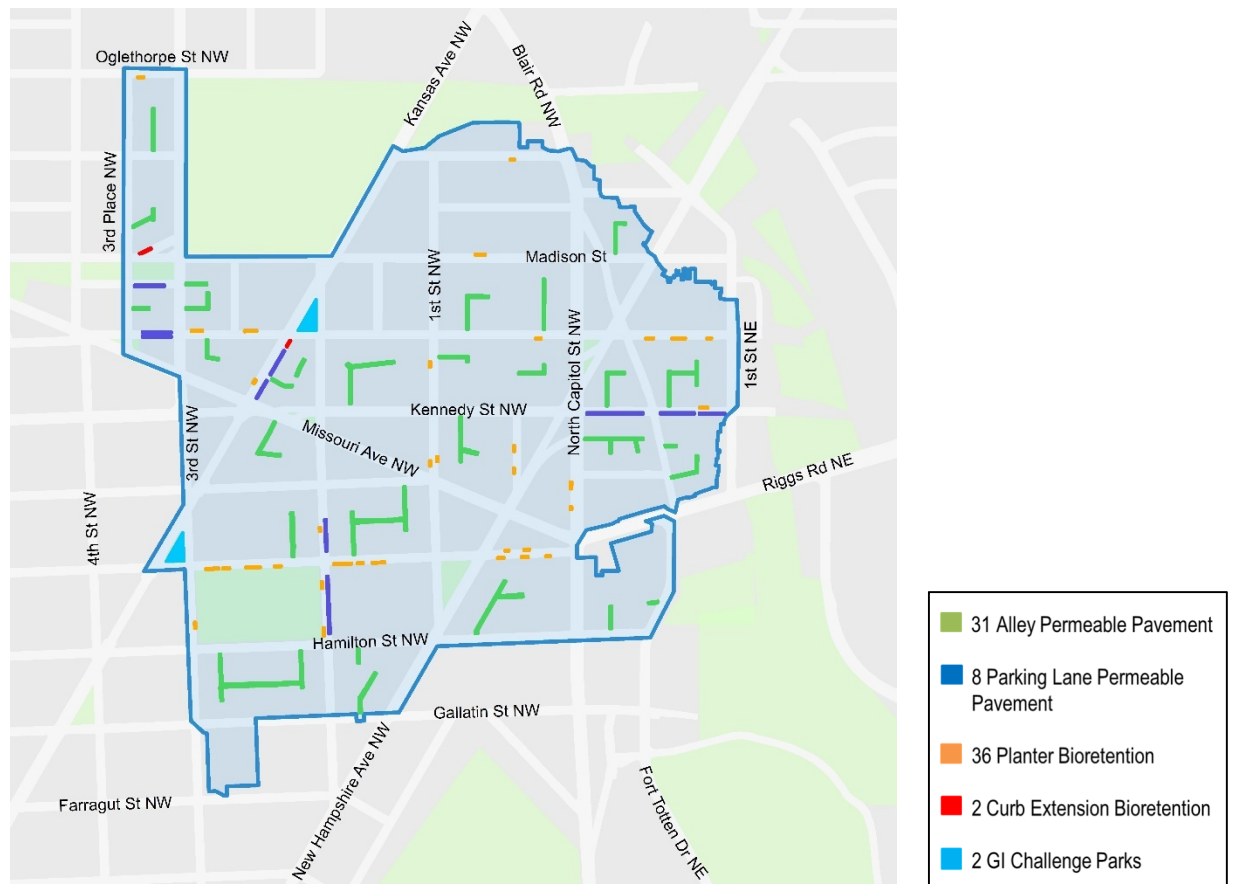 Oglethorpe St NW
Kansas Ave NW
Blair Rd NW
3rd Place NW
1st St NW
Madison St
North Capitol St NW
1st St NE
Kennedy St NW
Missouri Ave NW
3rd St NW
Riggs Rd NE
4th St NW
Hamilton St NW
Gallatin St NW
New Hampshire Ave NW
Farragut St NW
Fort Totten Dr NE
31 Alley Permeable Pavement
8 Parking Lane Permeable
Pavement
36 Planter Bioretention
2 Curb Extension Bioretention
2 GI Challenge Parks